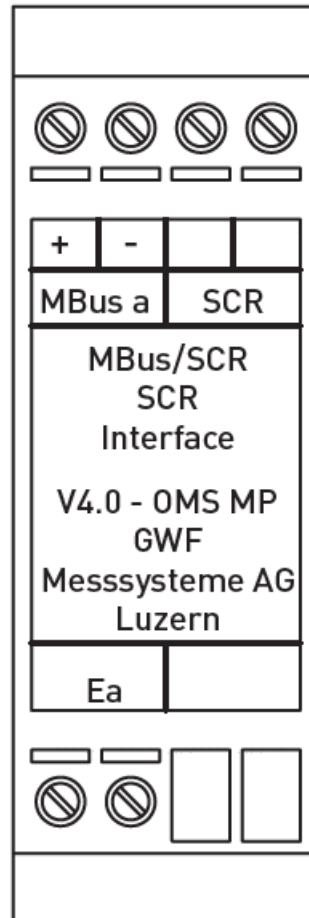 + -
MBus a SCR
MBus/SCR
SCR
Interface
V4.0 - OMS MP
GWF
Messsysteme AG
Luzern
Ea